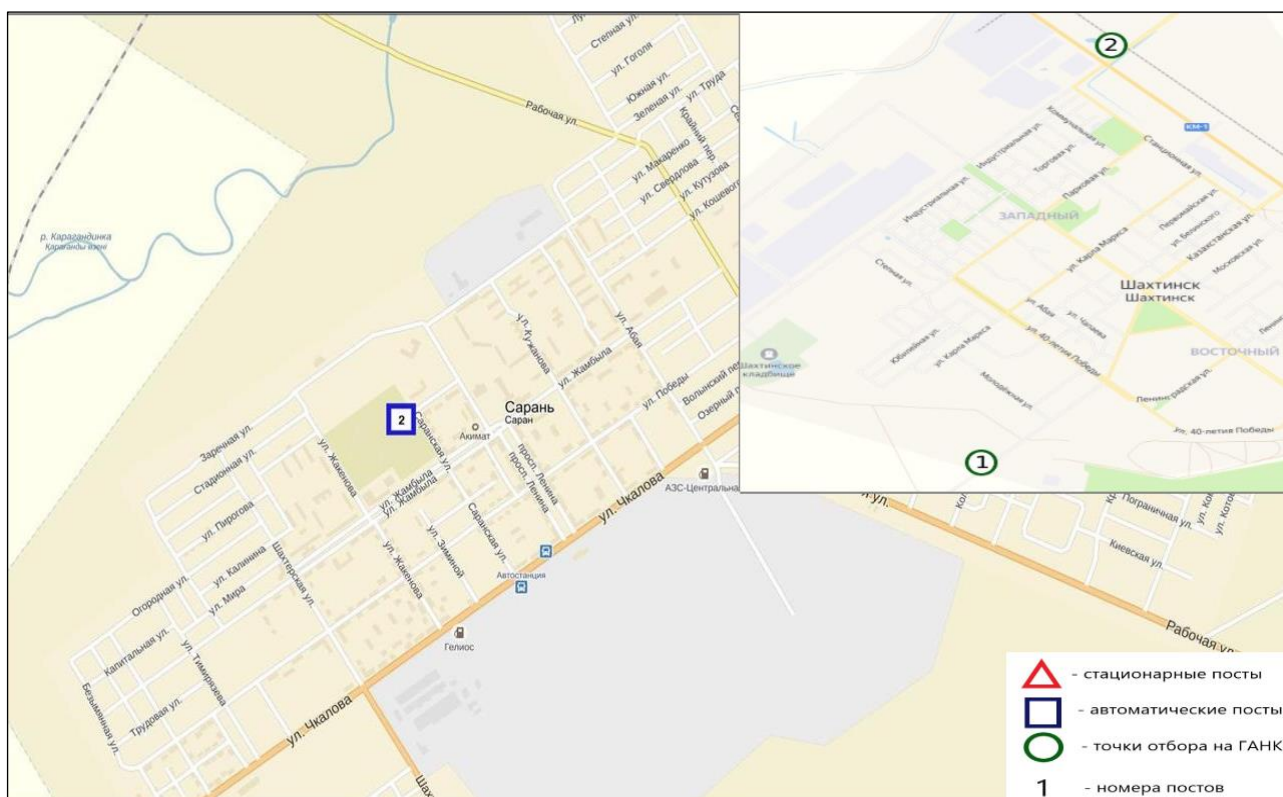 Степная ул.
ул. Гоголя
Южная ул.
Зеленая ул.
ул. Труда
Рабочая ул.
Крайний пер.
ул. Макаренко
ул. Свердлова
ул. Кутузова
ул. Кошевого
р. Карагандинка
Караганды өзені
ул. Кужанова
ул. Абая
ул. Жамбыла
ул. Победы
Волынский пер
Озерный
2
Сарань
Саран
Акимат
Саранская ул.
Заречная ул.
Стадионная ул.
ул. Жакенова
ул. Жамбыла
ул. Жамбыла
просп. Ленина
просп. Ленина
ул. Чкалова
АЗС-Центральная
ул. Пирогова
ул. Калинина
ул. Мира
Огородная ул.
Шахтерская ул.
ул. Жакенова
ул. Зиминой
Саранская ул.
Автостанция
Гелиос
Капитальная ул.
ул. Тимирязева
Безымянная ул.
Трудовая ул.
ул. Чкалова
Пограничная ул.
Киевская ул.
Рабочая ул.
2
КМ-1
Коммунальная ул.
Станционная ул.
Индустриальная ул.
Торговая ул.
Парковая ул.
Индустриальная ул.
ЗАПАДНЫЙ
Первомайская ул.
ул. Белинского
Казахстанская ул.
Московская ул.
ул. Карла Маркса
Степная ул.
Шахтинск
Шахтинск
ул. Абая
ул. Чапаева
ул. 40-летия Победы
Юбилейная ул.
ул. Карла Маркса
Молодёжная ул.
Шахтинское
кладбище
ВОСТОЧНЫЙ
Ленинградская ул.
ул. 40-летия Победы
1
- стационарные посты
- автоматические посты
- точки отбора на ГАНК
1 - номера постов